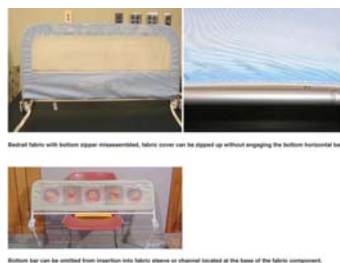 Bedrail fabric with bottom zipper misassembled, fabric cover can be zipped up without engaging the bottom horizontal ba
Bottom bar can be omitted from insertion into fabric sleeve or channel located at the base of the fabric component.